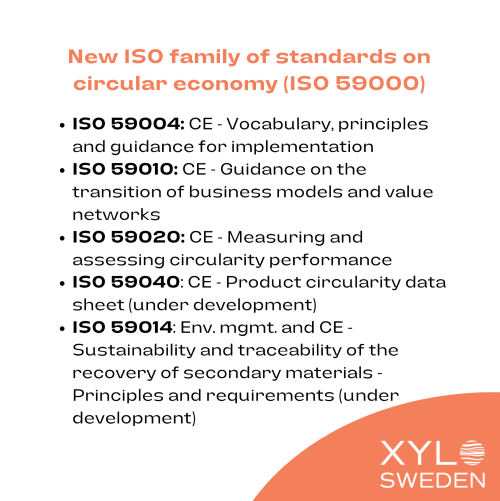 New ISO family of standards on
circular economy (ISO 59000)
• ISO 59004: CE - Vocabulary, principles
and guidance for implementation
• ISO 59010: CE - Guidance on the
transition of business models and value
networks
• ISO 59020: CE - Measuring and
assessing circularity performance
• ISO 59040: CE - Product circularity data
sheet (under development)
• ISO 59014: Env. mgmt. and CE -
Sustainability and traceability of the
recovery of secondary materials -
Principles and requirements (under
development)
XYLO
SWEDEN